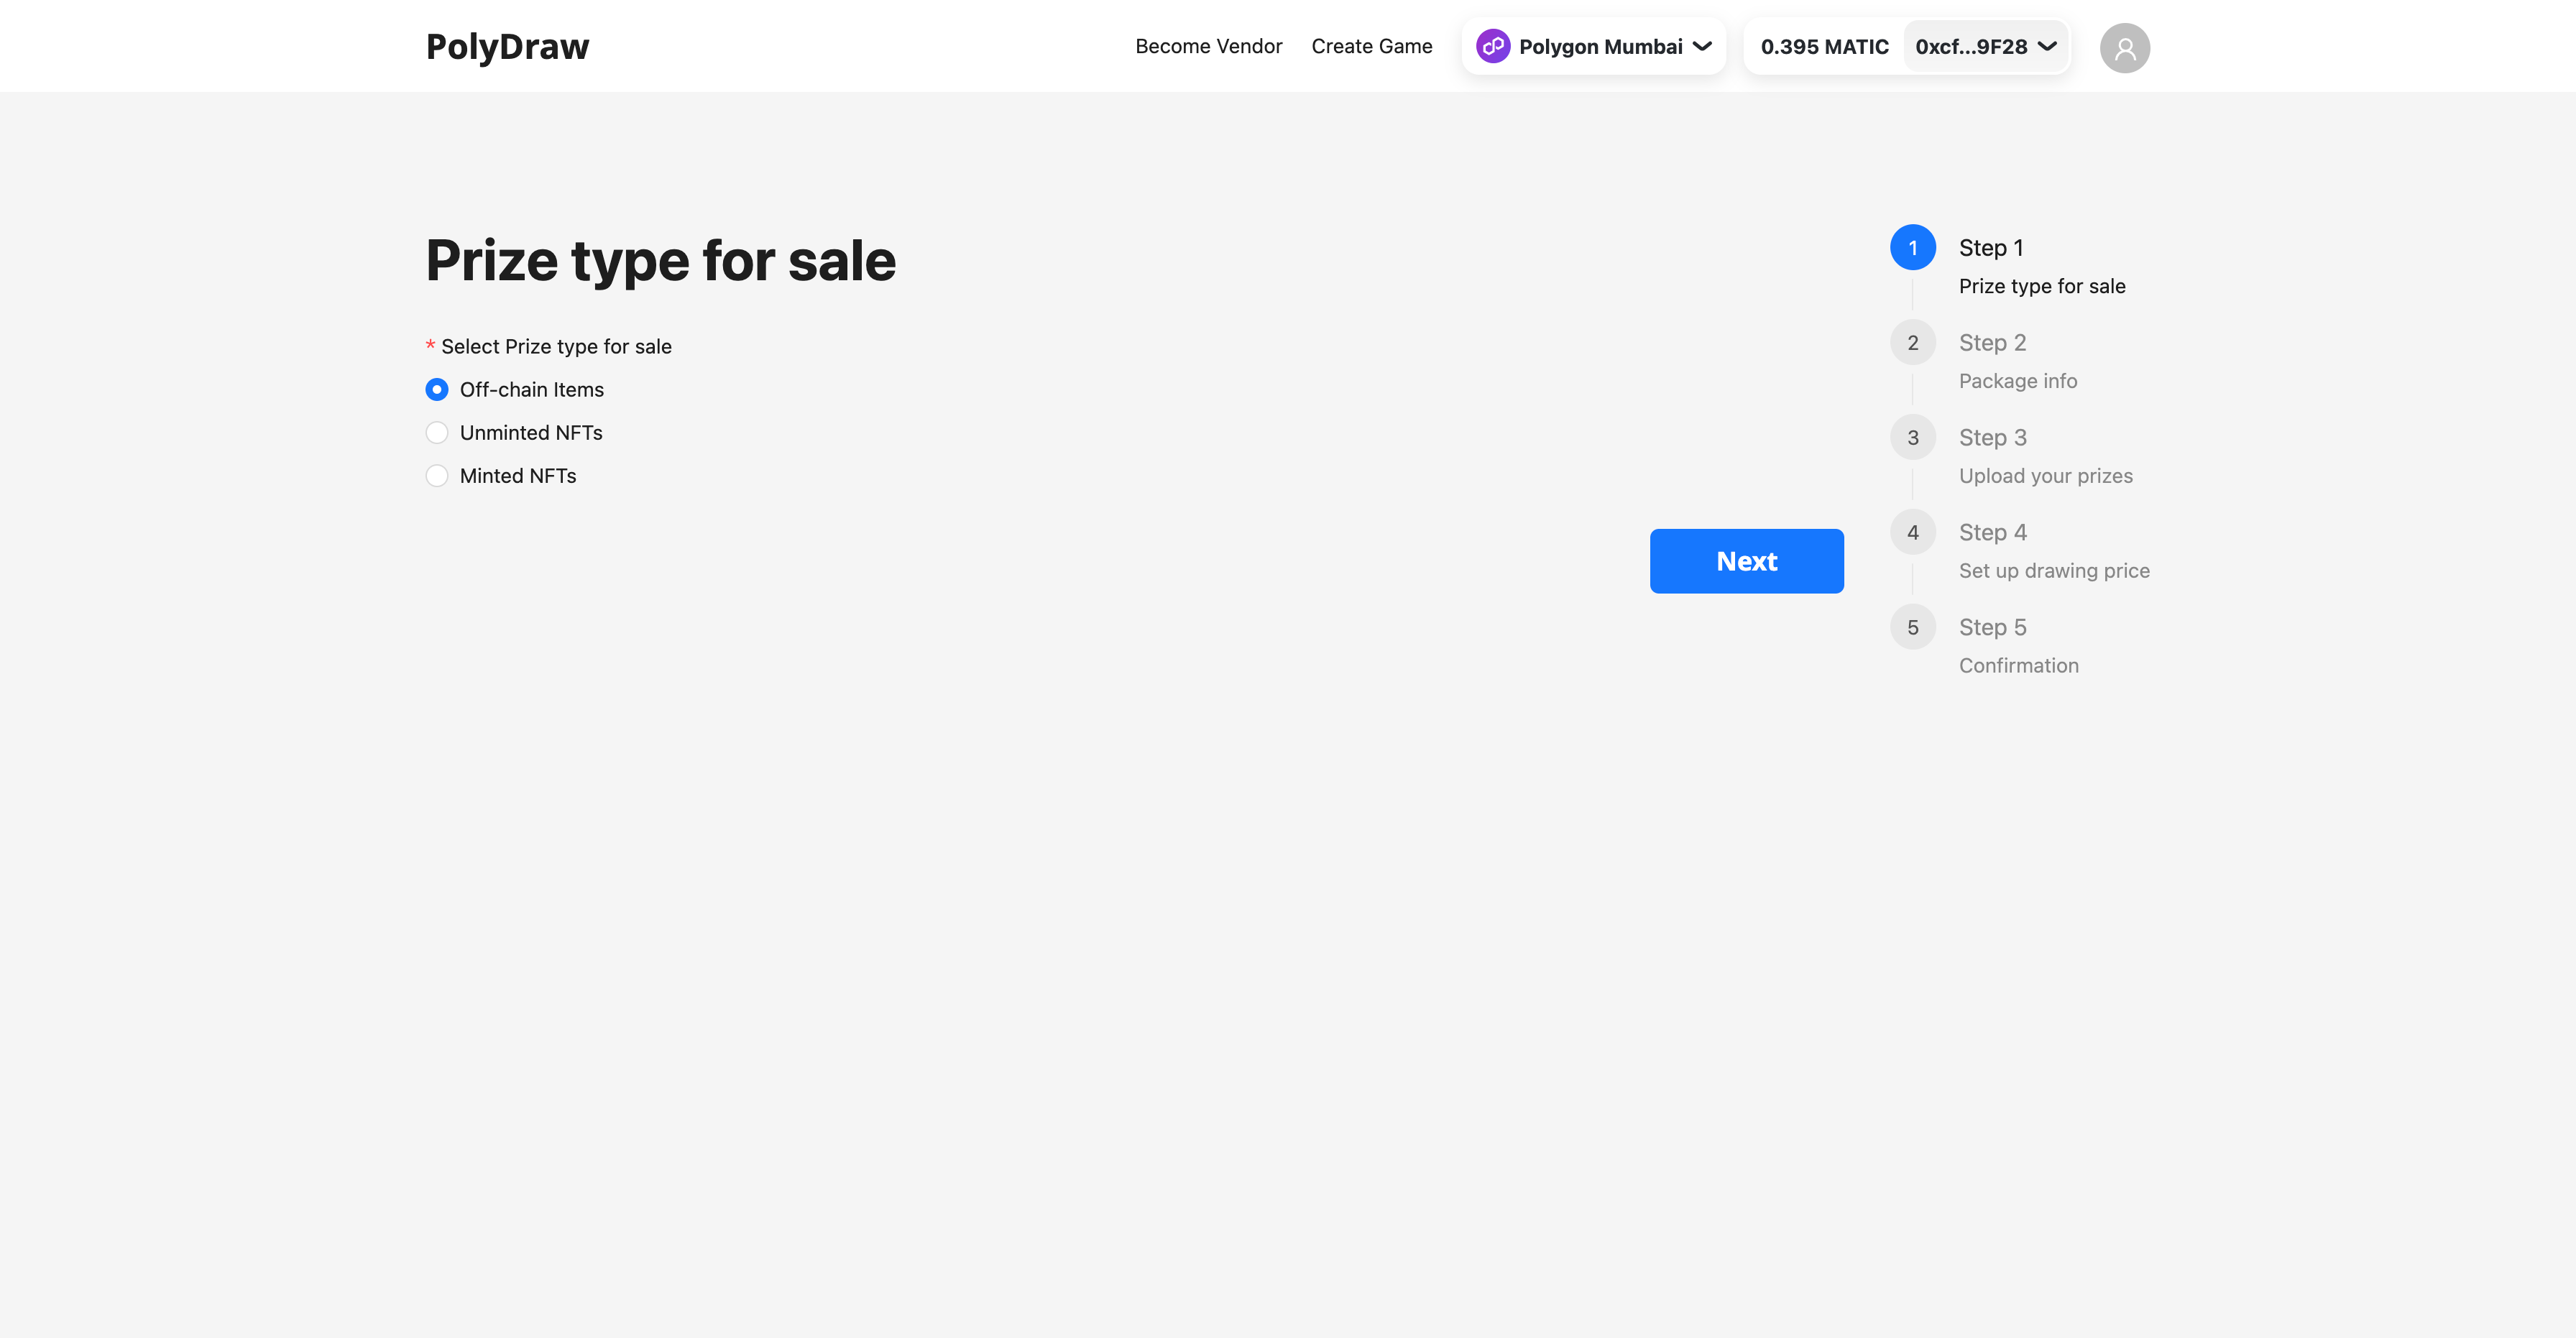 PolyDraw
Become Vendor
Create Game
Polygon Mumbai
0.395 MATIC
0xcf...9F28
Prize type for sale
* Select Prize type for sale
Off-chain Items
Unminted NFTs
Minted NFTs
Next
1
Step 1
Prize type for sale
2
Step 2
Package info
3
Step 3
Upload your prizes
4
Step 4
Set up drawing price
5
Step 5
Confirmation